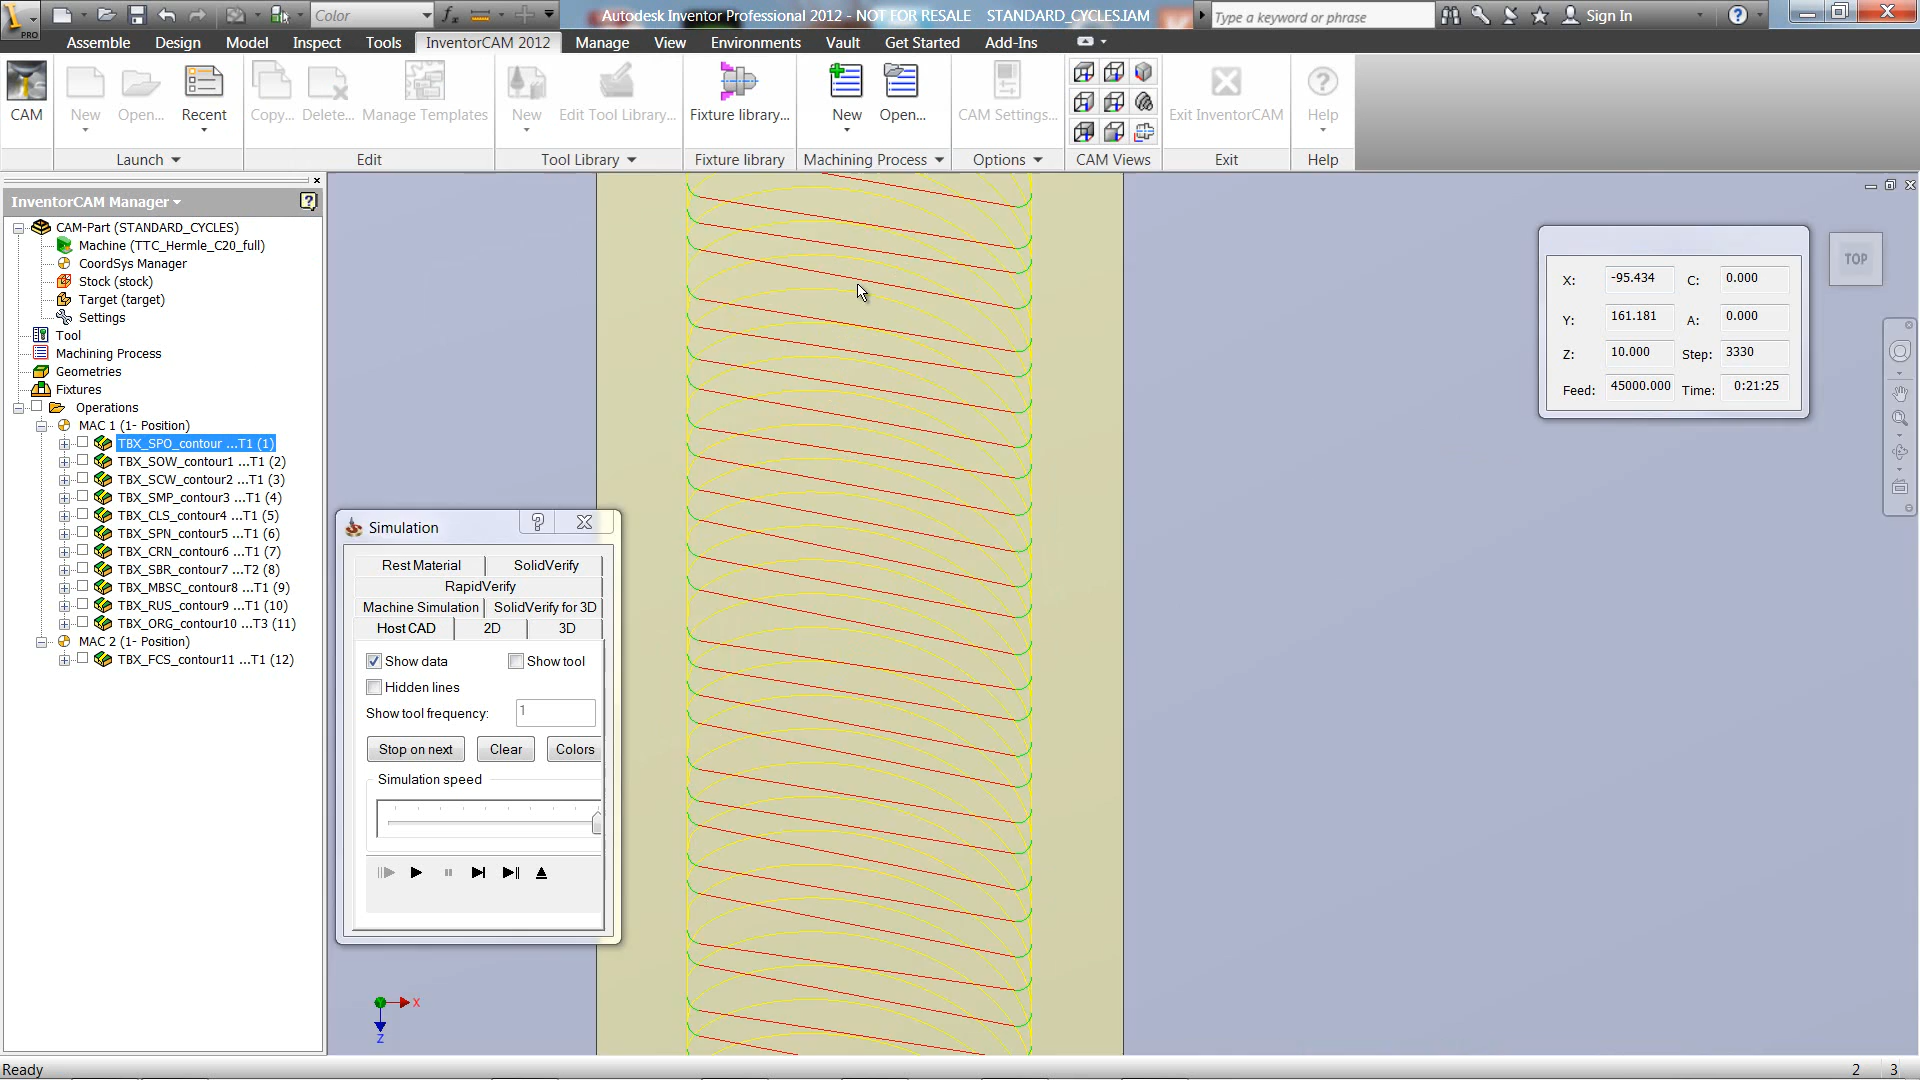 PRO
Color
Autodesk Inventor Professional 2012 - NOT FOR RESALE STANDARD_CYCLES.IAM
Type a keyword or phrase
Sign In
Assemble Design Model Inspect Tools InventorCAM 2012 Manage View Environments Vault Get Started Add-Ins
CAM New Open... Recent Copy... Delete... Manage Templates New Edit Tool Library... Fixture library... New Open... CAM Settings... Exit InventorCAM Help
Launch Edit Tool Library Fixture library Machining Process Options CAM Views Exit Help
InventorCAM Manager
CAM-Part (STANDARD_CYCLES)
Machine (TTC_Hermle_C20_full)
CoordSys Manager
Stock (stock)
Target (target)
Settings
Tool
Machining Process
Geometries
Fixtures
Operations
MAC 1 (1- Position)
TBX_SPO_contour ...T1 (1)
TBX_SOW_contour1 ...T1 (2)
TBX_SCW_contour2 ...T1 (3)
TBX_SMP_contour3 ...T1 (4)
TBX_CLS_contour4 ...T1 (5)
TBX_SPN_contour5 ...T1 (6)
TBX_CRN_contour6 ...T1 (7)
TBX_SBR_contour7 ...T2 (8)
TBX_MBSC_contour8 ...T1 (9)
TBX_RUS_contour9 ...T1 (10)
TBX_ORG_contour10 ...T3 (11)
MAC 2 (1- Position)
TBX_FCS_contour11 ...T1 (12)
Simulation
Rest Material SolidVerify
RapidVerify
Machine Simulation SolidVerify for 3D
Host CAD 2D 3D
Show data Show tool
Hidden lines
Show tool frequency: 1
Stop on next Clear Colors
Simulation speed
X: -95.434 C: 0.000
Y: 161.181 A: 0.000
Z: 10.000 Step: 3330
Feed: 45000.000 Time: 0:21:25
TOP
X
Z
Ready
2 3